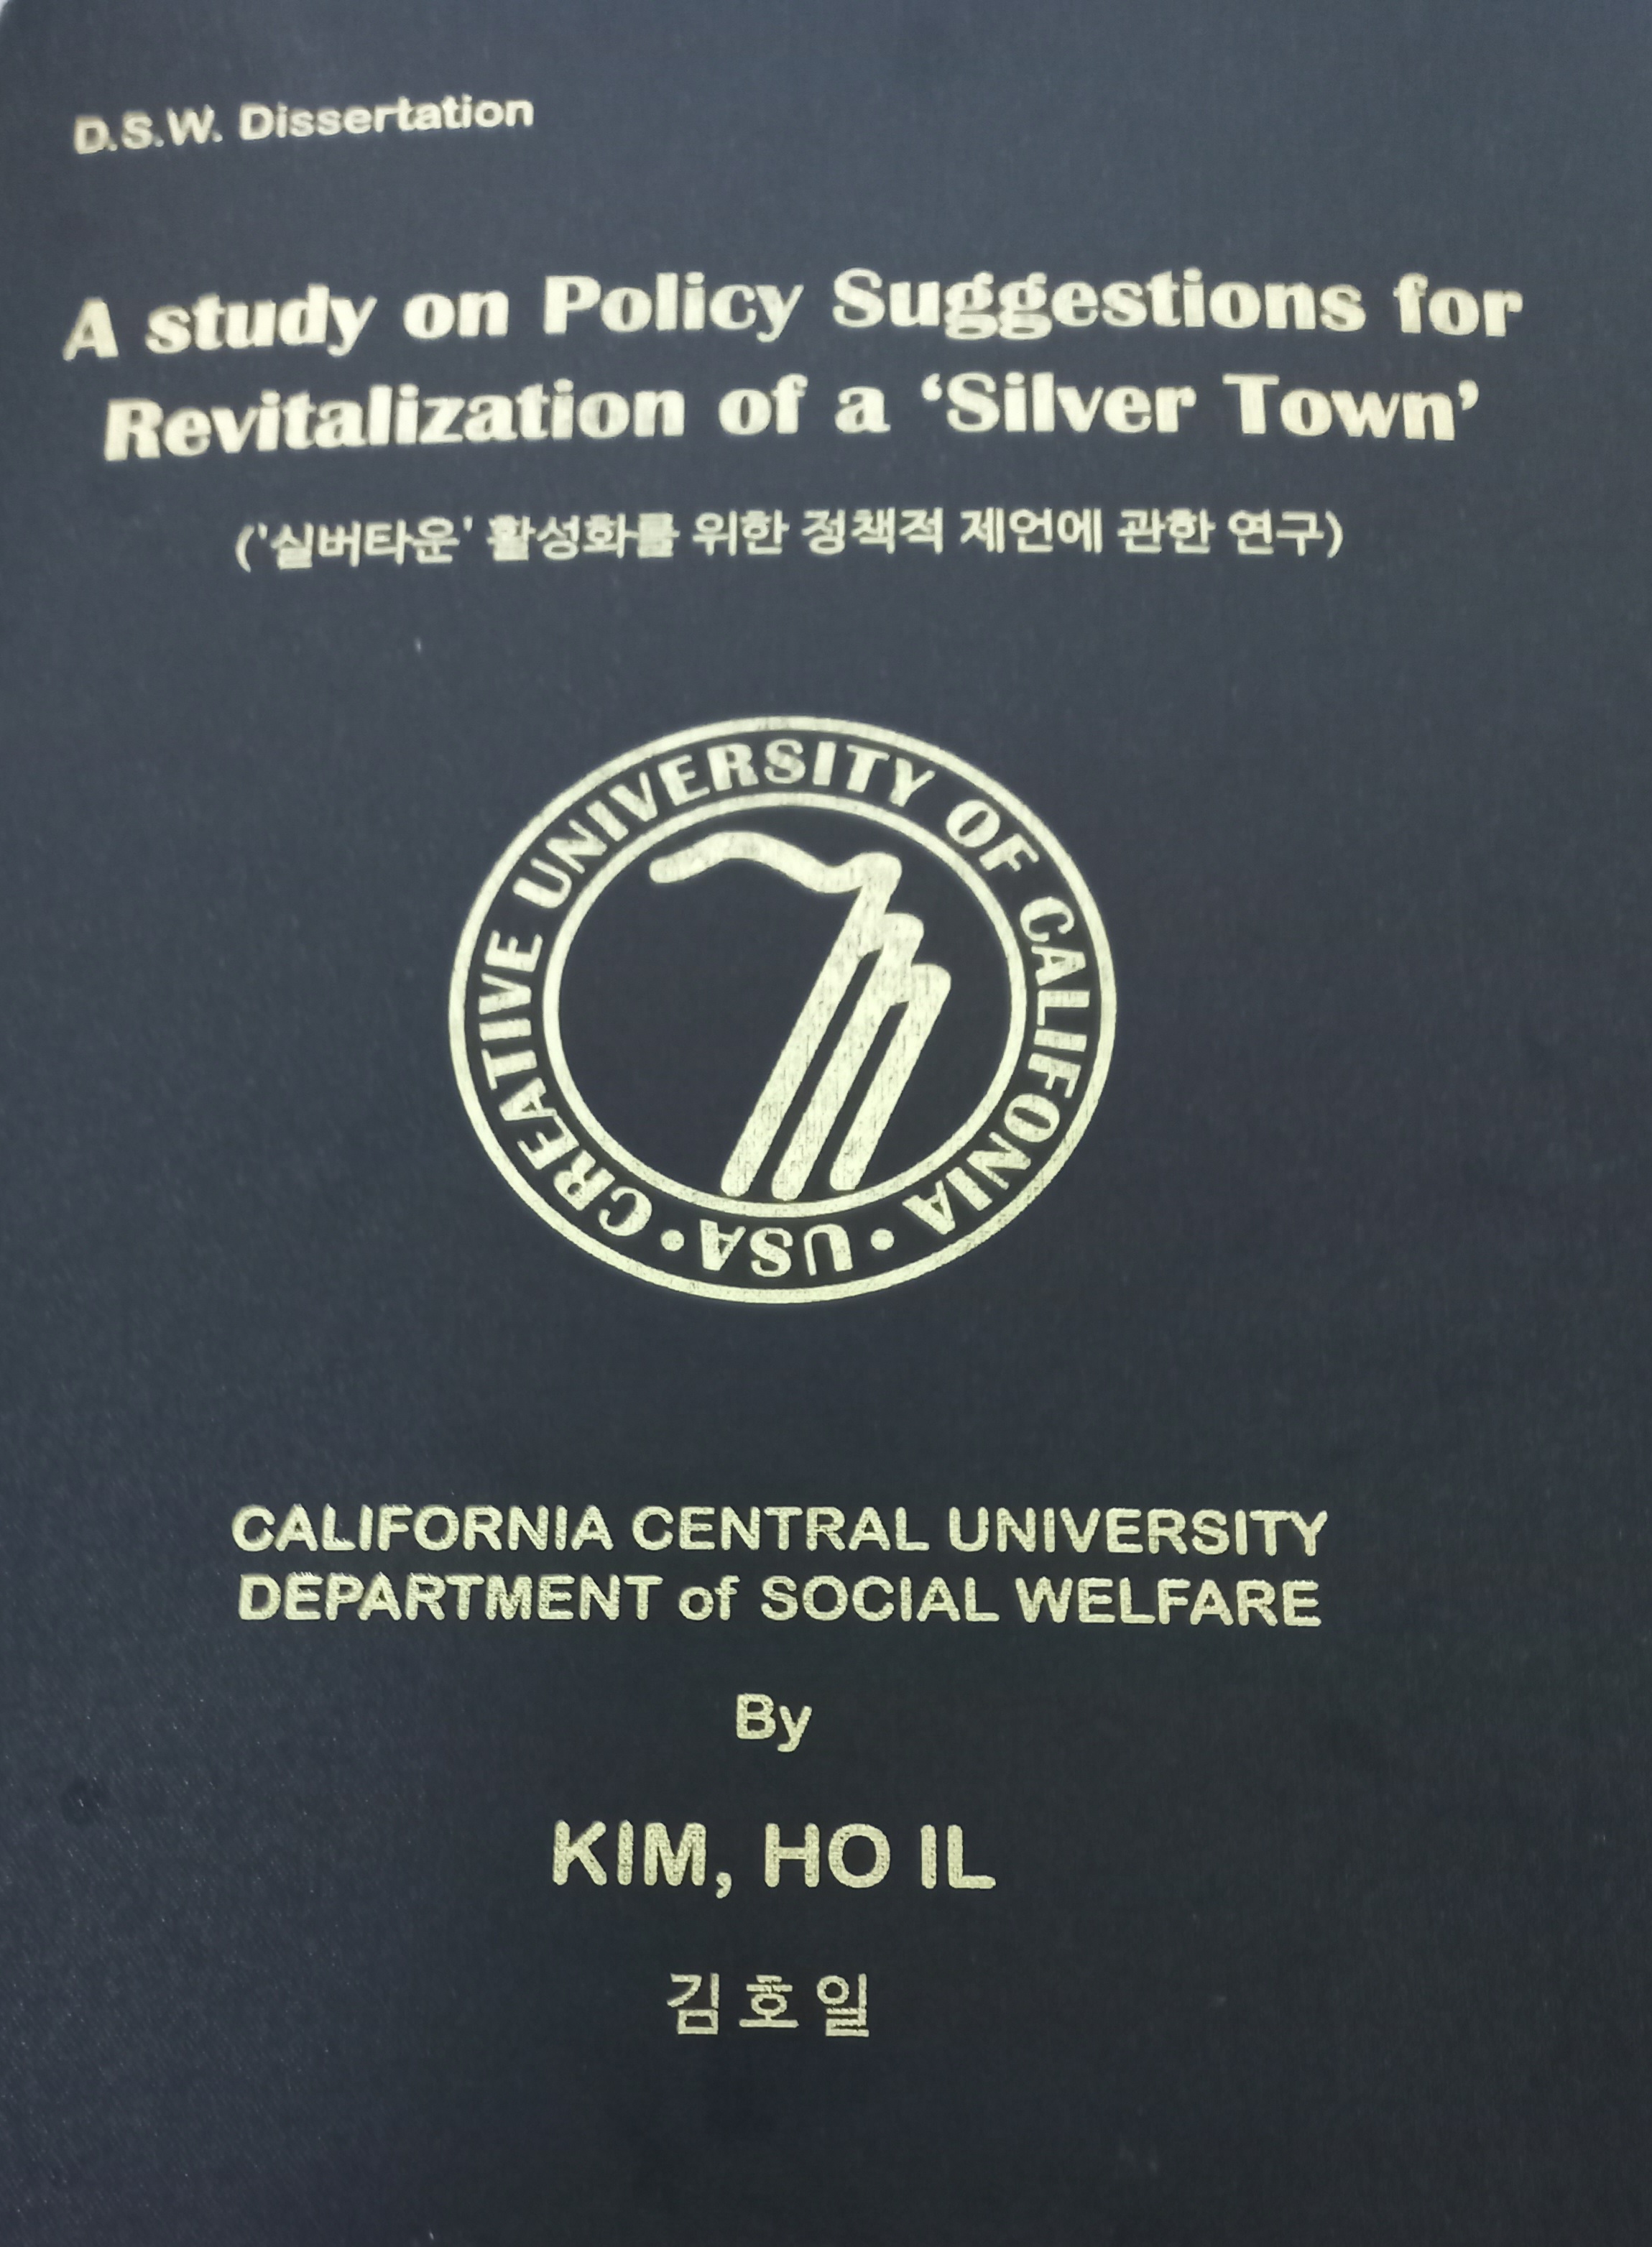 D.S.W. Dissertation
A study on Policy Suggestions for
Revitalization of a ‘Silver Town’
('실버타운' 활성화를 위한 정책적 제언에 관한 연구)
CREATIVE UNIVERSITY OF CALIFONIA • USA •
CALIFORNIA CENTRAL UNIVERSITY
DEPARTMENT of SOCIAL WELFARE
By
KIM, HO IL
김호일